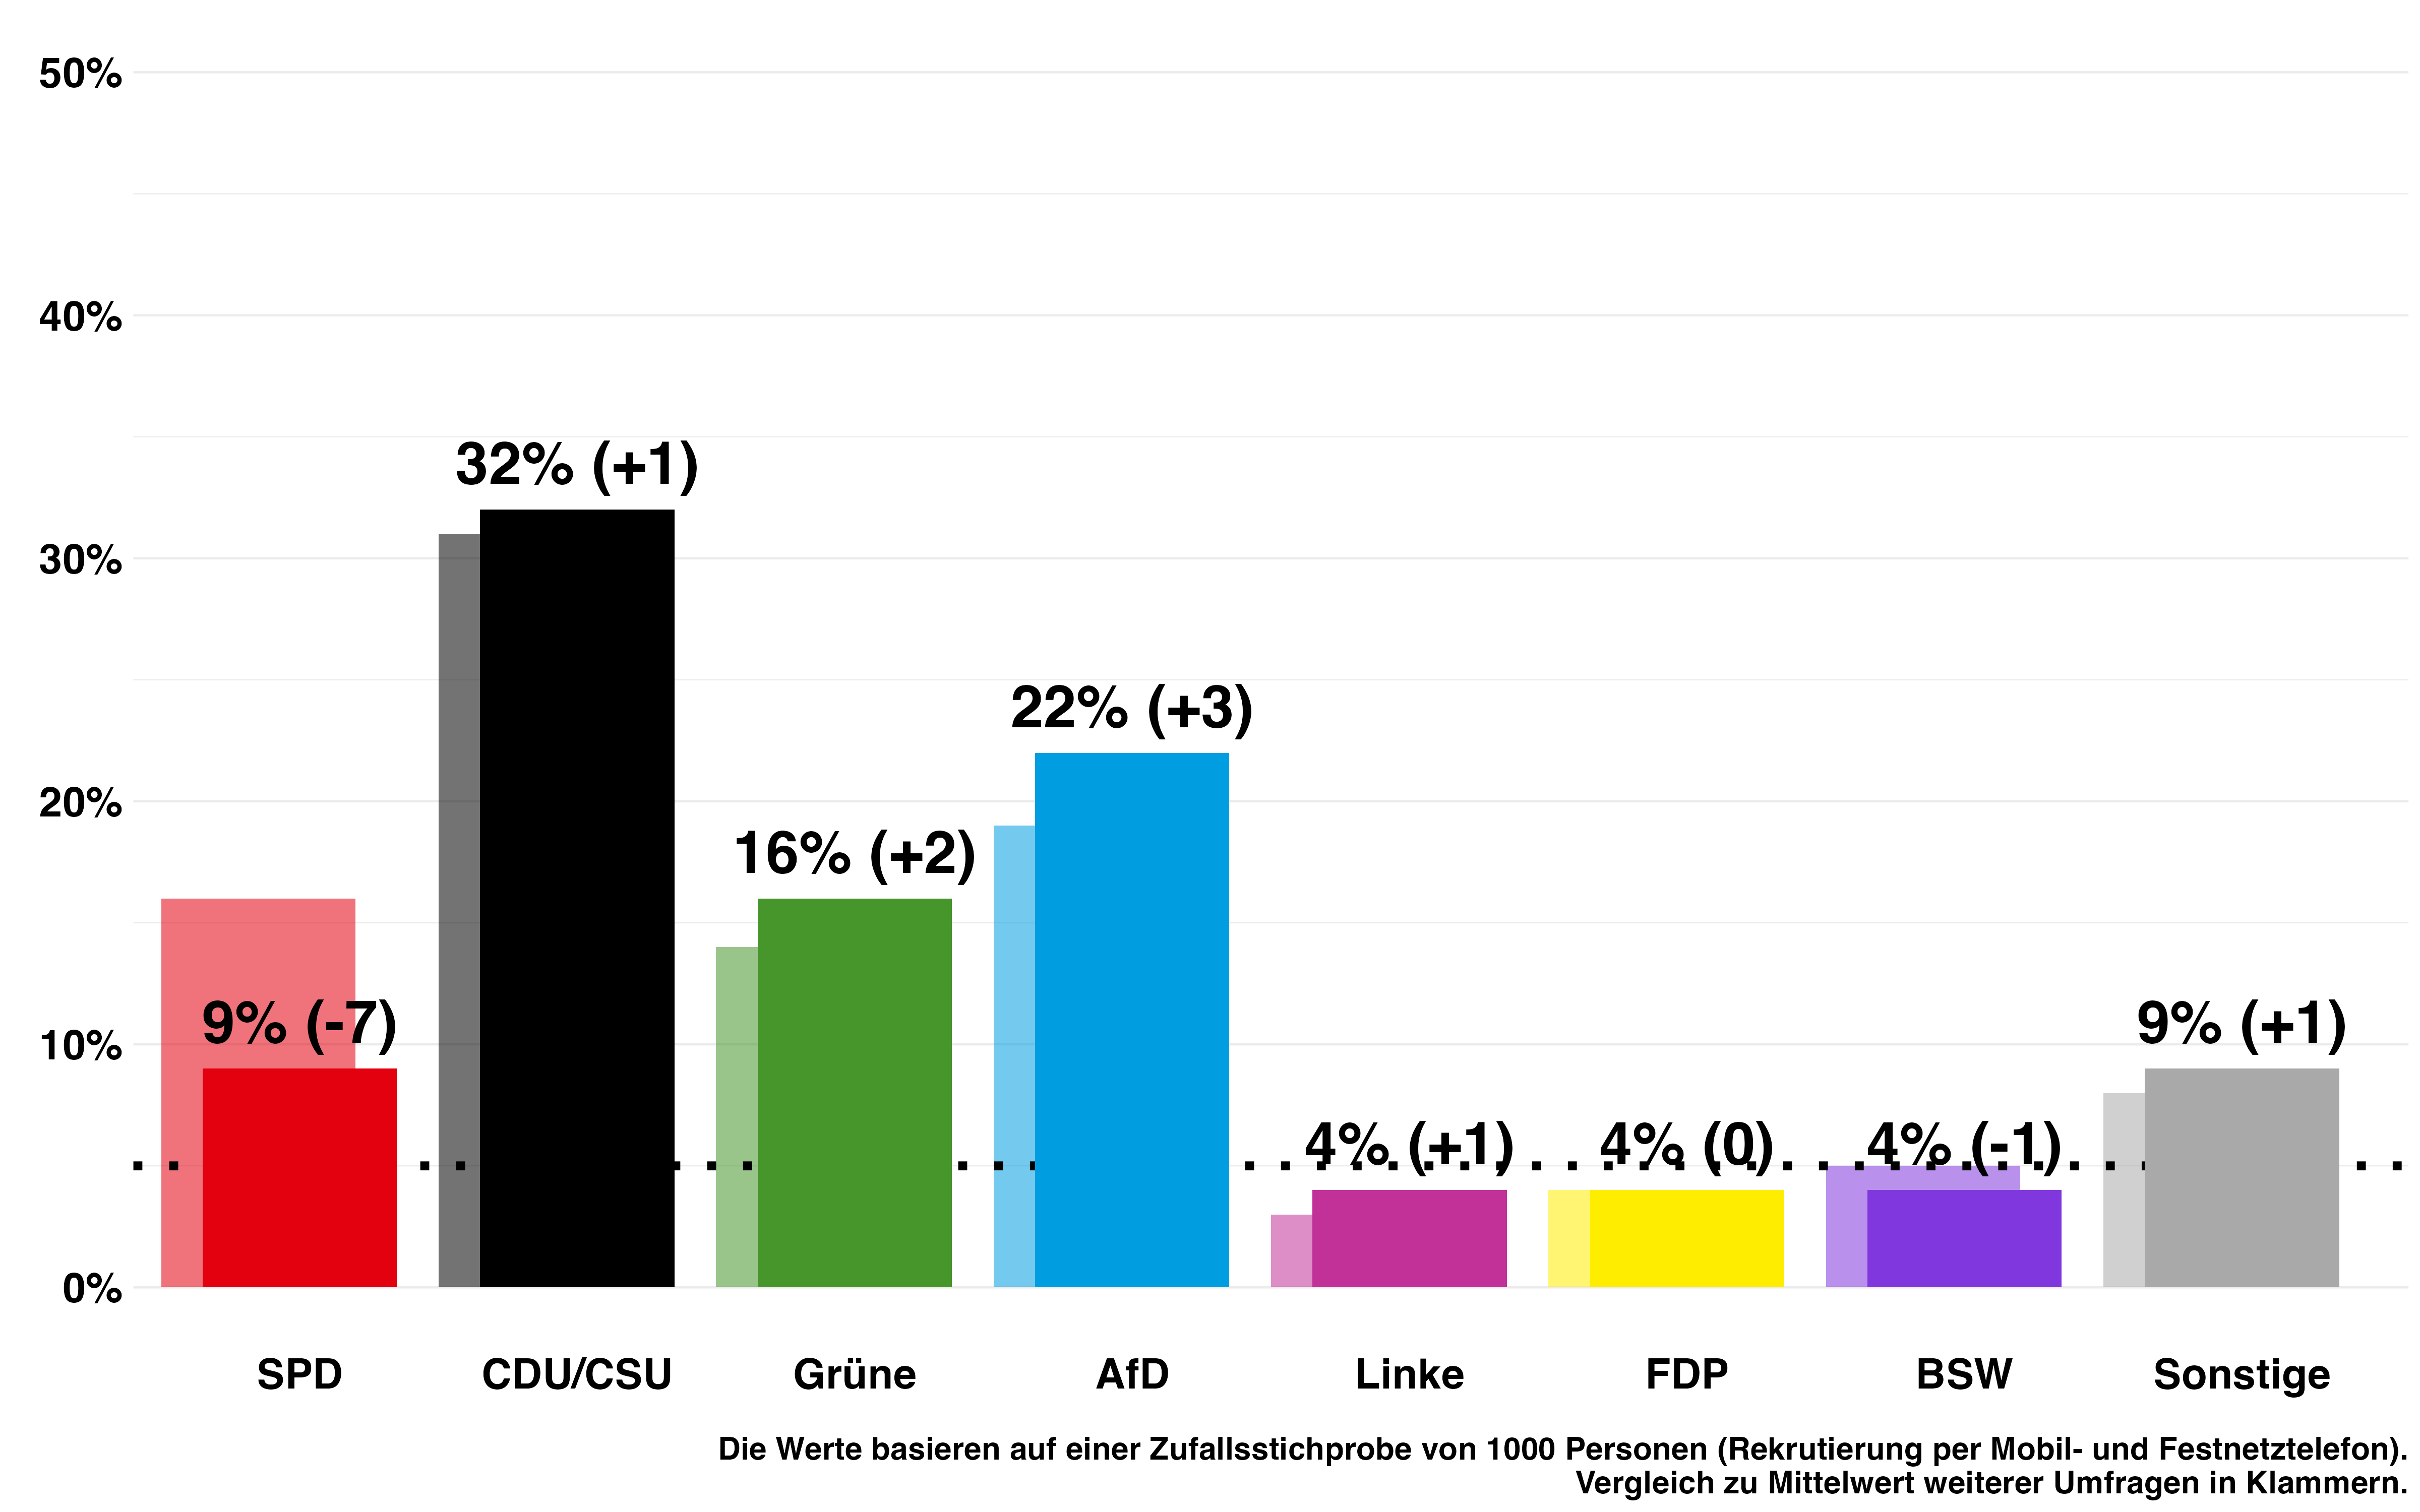 50%
40%
30%
20%
10%
0%
9% (-7)
32% (+1)
16% (+2)
22% (+3)
4% (+1)
4% (0)
4% (-1)
9% (+1)
SPD
CDU/CSU
Grüne
AfD
Linke
FDP
BSW
Sonstige
Die Werte basieren auf einer Zufallsstichprobe von 1000 Personen (Rekrutierung per Mobil- und Festnetztelefon).
Vergleich zu Mittelwert weiterer Umfragen in Klammern.